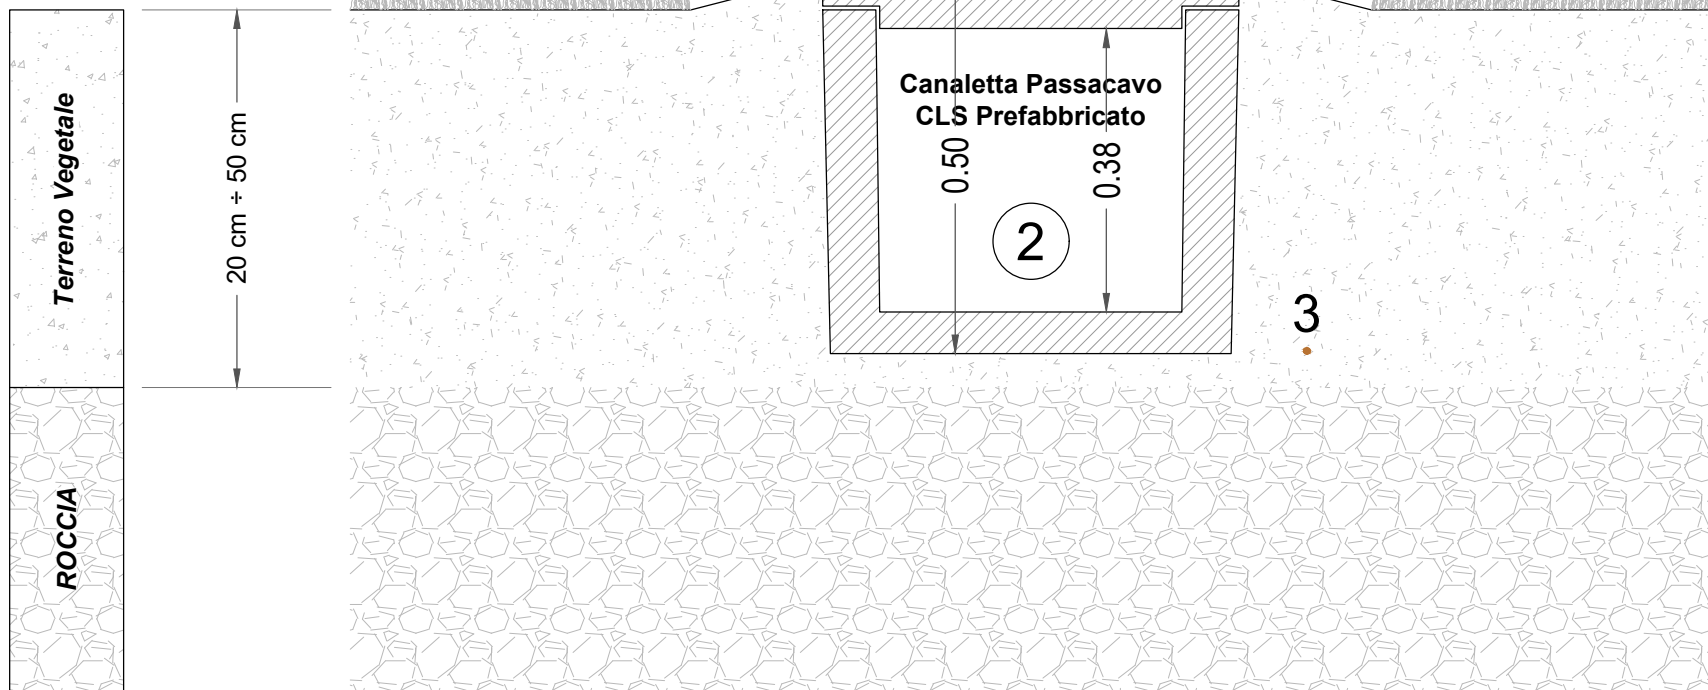 Terreno Vegetale
20 cm ÷ 50 cm
Canaletta Passacavo
CLS Prefabbricato
0.50
0.38
2
3
ROCCIA